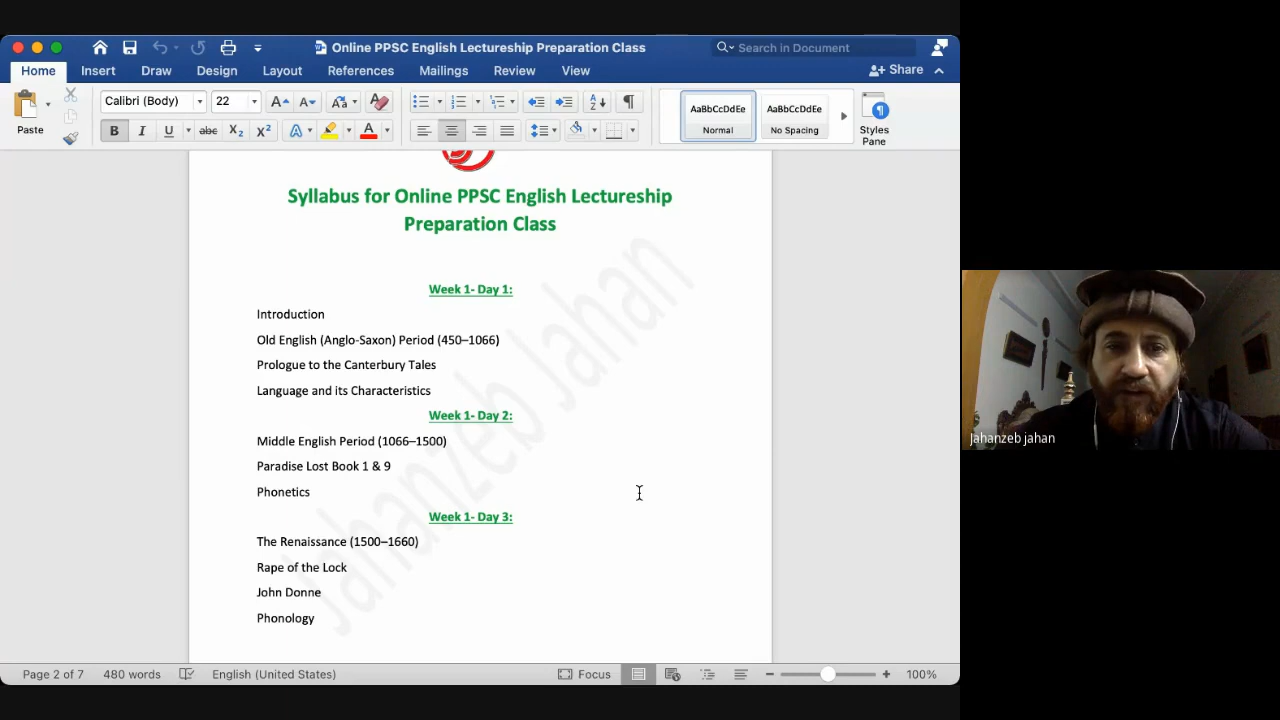 Online PPSC English Lectureship Preparation Class
Search in Document
Home Insert Draw Design Layout References Mailings Review View Share
Paste
Calibri (Body) 22
AaBbCcDdEe AaBbCcDdEe
Normal No Spacing
Styles Pane
Syllabus for Online PPSC English Lectureship
Preparation Class
Week 1- Day 1:
Introduction
Old English (Anglo-Saxon) Period (450–1066)
Prologue to the Canterbury Tales
Language and its Characteristics
Week 1- Day 2:
Middle English Period (1066–1500)
Paradise Lost Book 1 & 9
Phonetics
Week 1- Day 3:
The Renaissance (1500–1660)
Rape of the Lock
John Donne
Phonology
Jahanzeb Jahan
Page 2 of 7 480 words English (United States) Focus 100%
Jahanzeb jahan